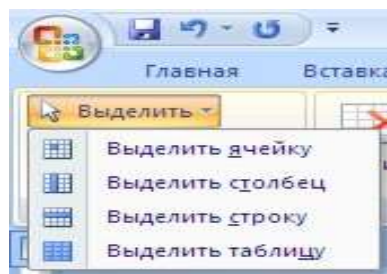 Главная Вставка
Выделить
Выделить ячейку
Выделить столбец
Выделить строку
Выделить таблицу